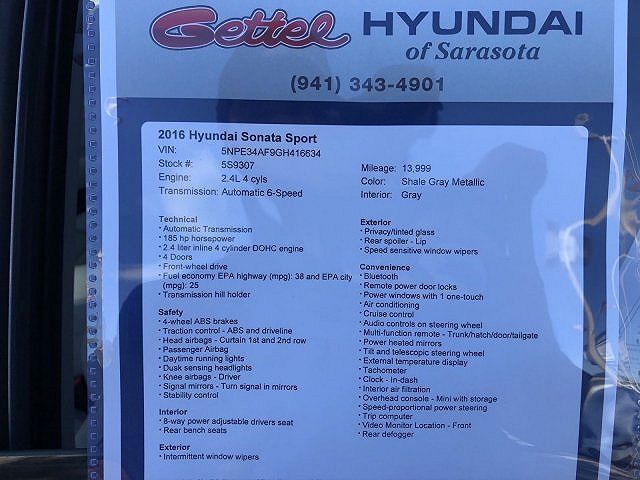 Gettel HYUNDAI
of Sarasota
(941) 343-4901
2016 Hyundai Sonata Sport
VIN: 5NPE34AF9GH416634
Stock #: 5S9307
Engine: 2.4L 4 cyls
Transmission: Automatic 6-Speed
Mileage: 13,999
Color: Shale Gray Metallic
Interior: Gray
Technical
• Automatic Transmission
• 185 hp horsepower
• 2.4 liter inline 4 cylinder DOHC engine
• 4 Doors
• Front-wheel drive
• Fuel economy EPA highway (mpg): 38 and EPA city
(mpg): 25
• Transmission hill holder
Safety
• 4-wheel ABS brakes
• Traction control - ABS and driveline
• Head airbags - Curtain 1st and 2nd row
• Passenger Airbag
• Daytime running lights
• Dusk sensing headlights
• Knee airbags - Driver
• Signal mirrors - Turn signal in mirrors
• Stability control
Interior
• 8-way power adjustable drivers seat
• Rear bench seats
Exterior
• Intermittent window wipers
Exterior
• Privacy/tinted glass
• Rear spoiler - Lip
• Speed sensitive window wipers
Convenience
• Bluetooth
• Remote power door locks
• Power windows with 1 one-touch
• Air conditioning
• Cruise control
• Audio controls on steering wheel
• Multi-function remote - Trunk/hatch/door/tailgate
• Power heated mirrors
• Tilt and telescopic steering wheel
• External temperature display
• Tachometer
• Clock - In-dash
• Interior air filtration
• Overhead console - Mini with storage
• Speed-proportional power steering
• Trip computer
• Video Monitor Location - Front
• Rear defogger